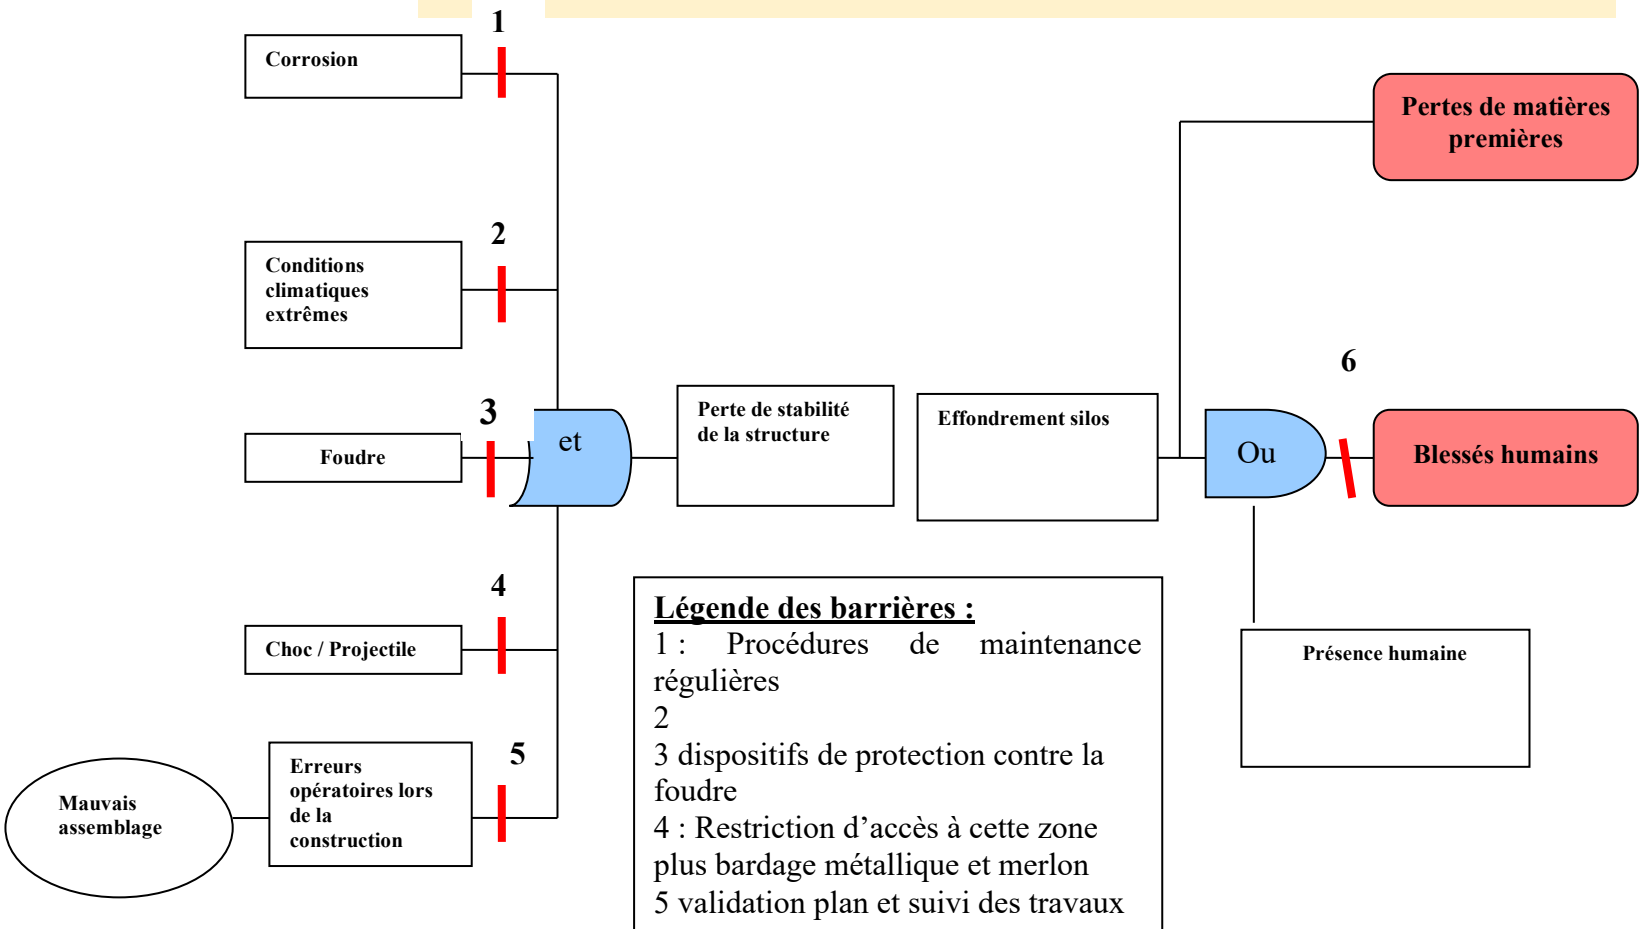 1
Corrosion
Pertes de matières
premières
2
Conditions
climatiques
extrêmes
6
3
Foudre
et
Perte de stabilité
de la structure
Effondrement silos
Ou
Blessés humains
4
Choc / Projectile
Présence humaine
5
Mauvais
assemblage
Erreurs
opératoires lors
de la
construction
Légende des barrières :
1 : Procédures de maintenance
régulières
2
3 dispositifs de protection contre la
foudre
4 : Restriction d’accès à cette zone
plus bardage métallique et merlon
5 validation plan et suivi des travaux